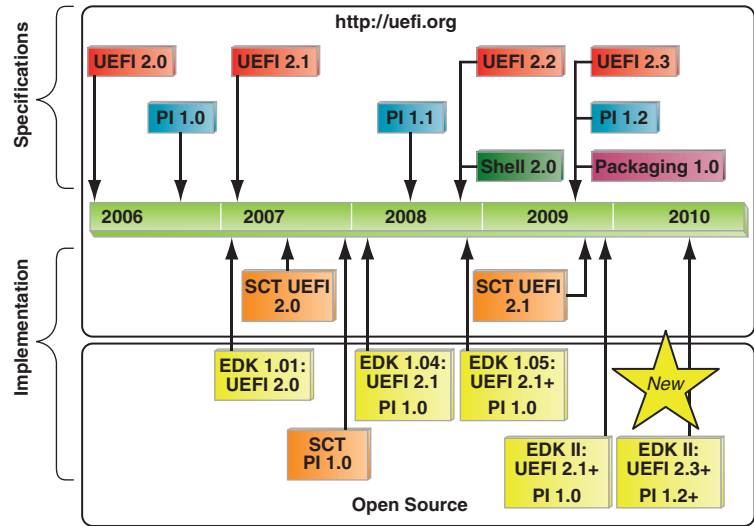 http://uefi.org
Specifications
UEFI 2.0
UEFI 2.1
UEFI 2.2
UEFI 2.3
PI 1.0
PI 1.1
PI 1.2
Shell 2.0
Packaging 1.0
2006
2007
2008
2009
2010
Implementation
SCT UEFI
2.0
SCT UEFI
2.1
EDK 1.01:
UEFI 2.0
EDK 1.04:
UEFI 2.1
PI 1.0
EDK 1.05:
UEFI 2.1+
PI 1.0
New
SCT
PI 1.0
EDK II:
UEFI 2.1+
PI 1.0
EDK II:
UEFI 2.3+
PI 1.2+
Open Source